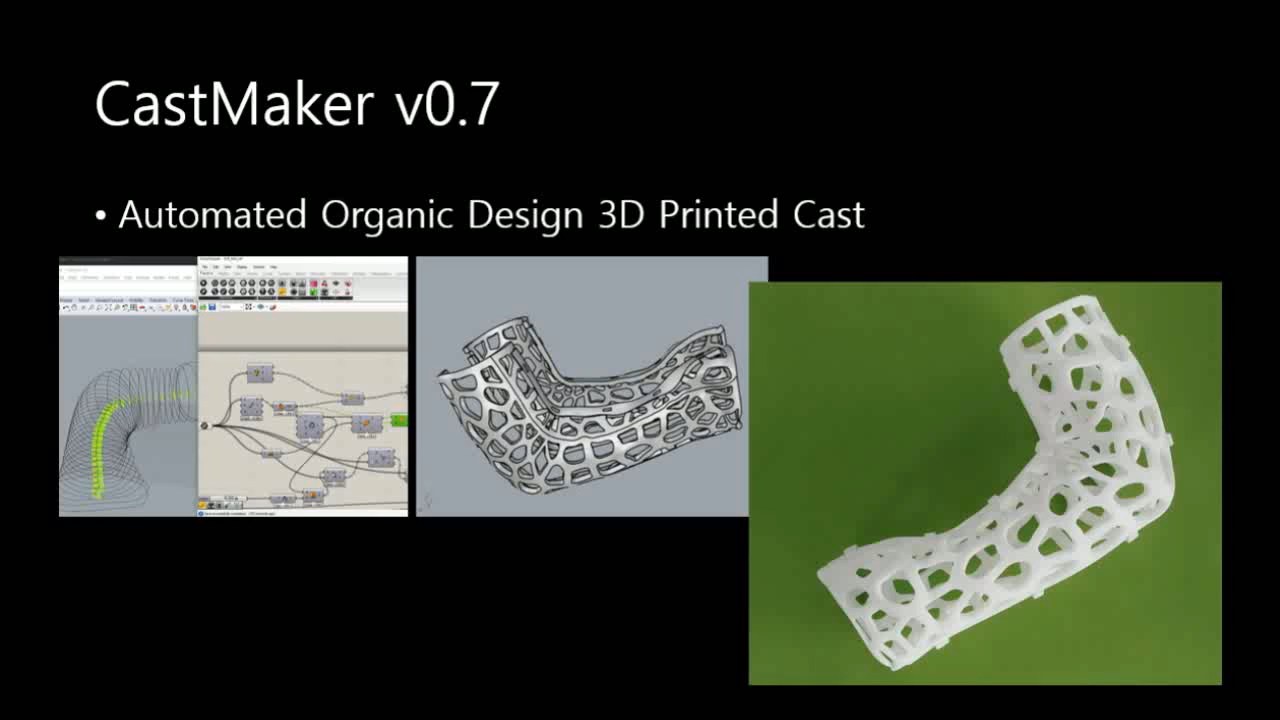 CastMaker v0.7
• Automated Organic Design 3D Printed Cast